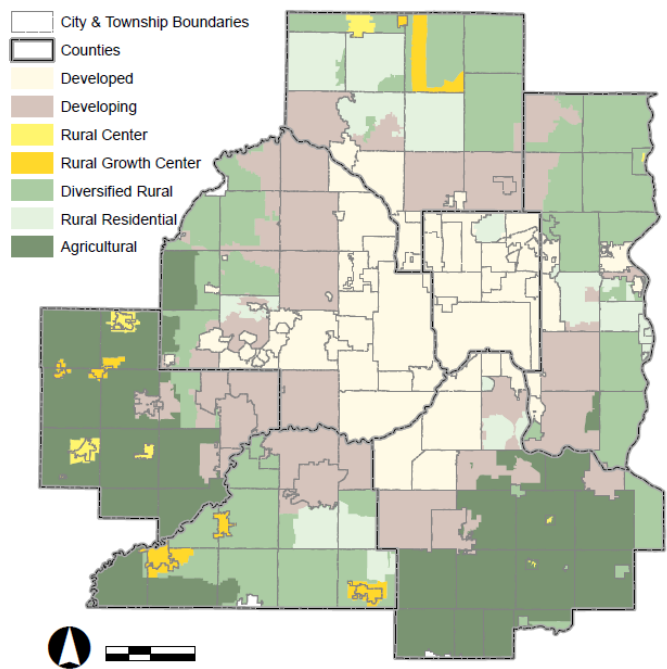 City & Township Boundaries
Counties
Developed
Developing
Rural Center
Rural Growth Center
Diversified Rural
Rural Residential
Agricultural